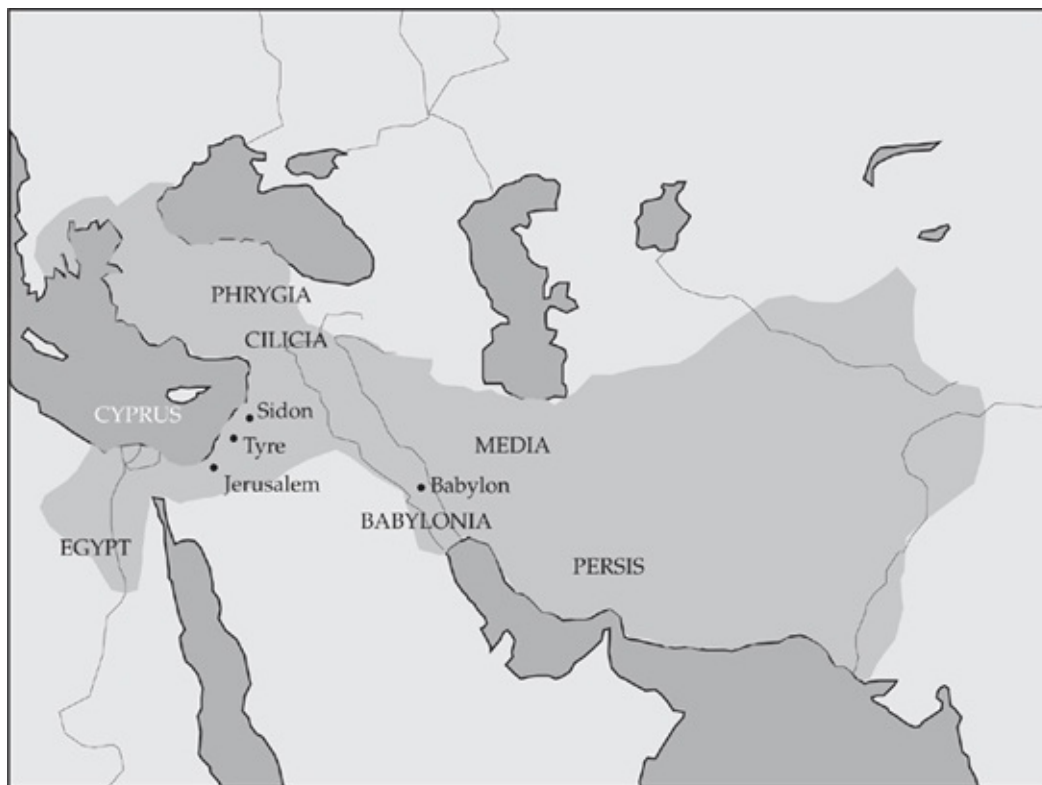 PHRYGIA
CILICIA
CYPRUS
Sidon
Tyre
MEDIA
Jerusalem
Babylon
BABYLONIA
EGYPT
PERSIS